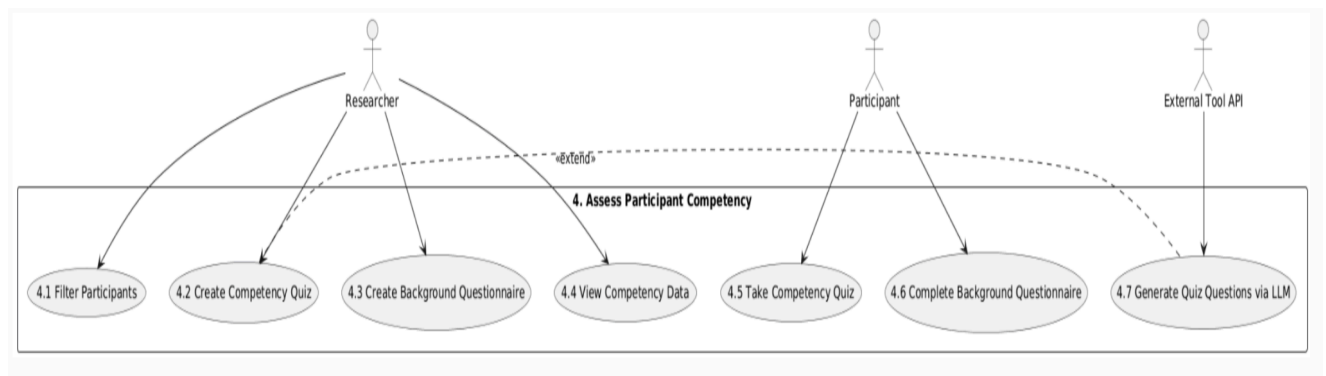 Researcher
Participant
External Tool API
«extend»
4. Assess Participant Competency
4.1 Filter Participants
4.2 Create Competency Quiz
4.3 Create Background Questionnaire
4.4 View Competency Data
4.5 Take Competency Quiz
4.6 Complete Background Questionnaire
4.7 Generate Quiz Questions via LLM